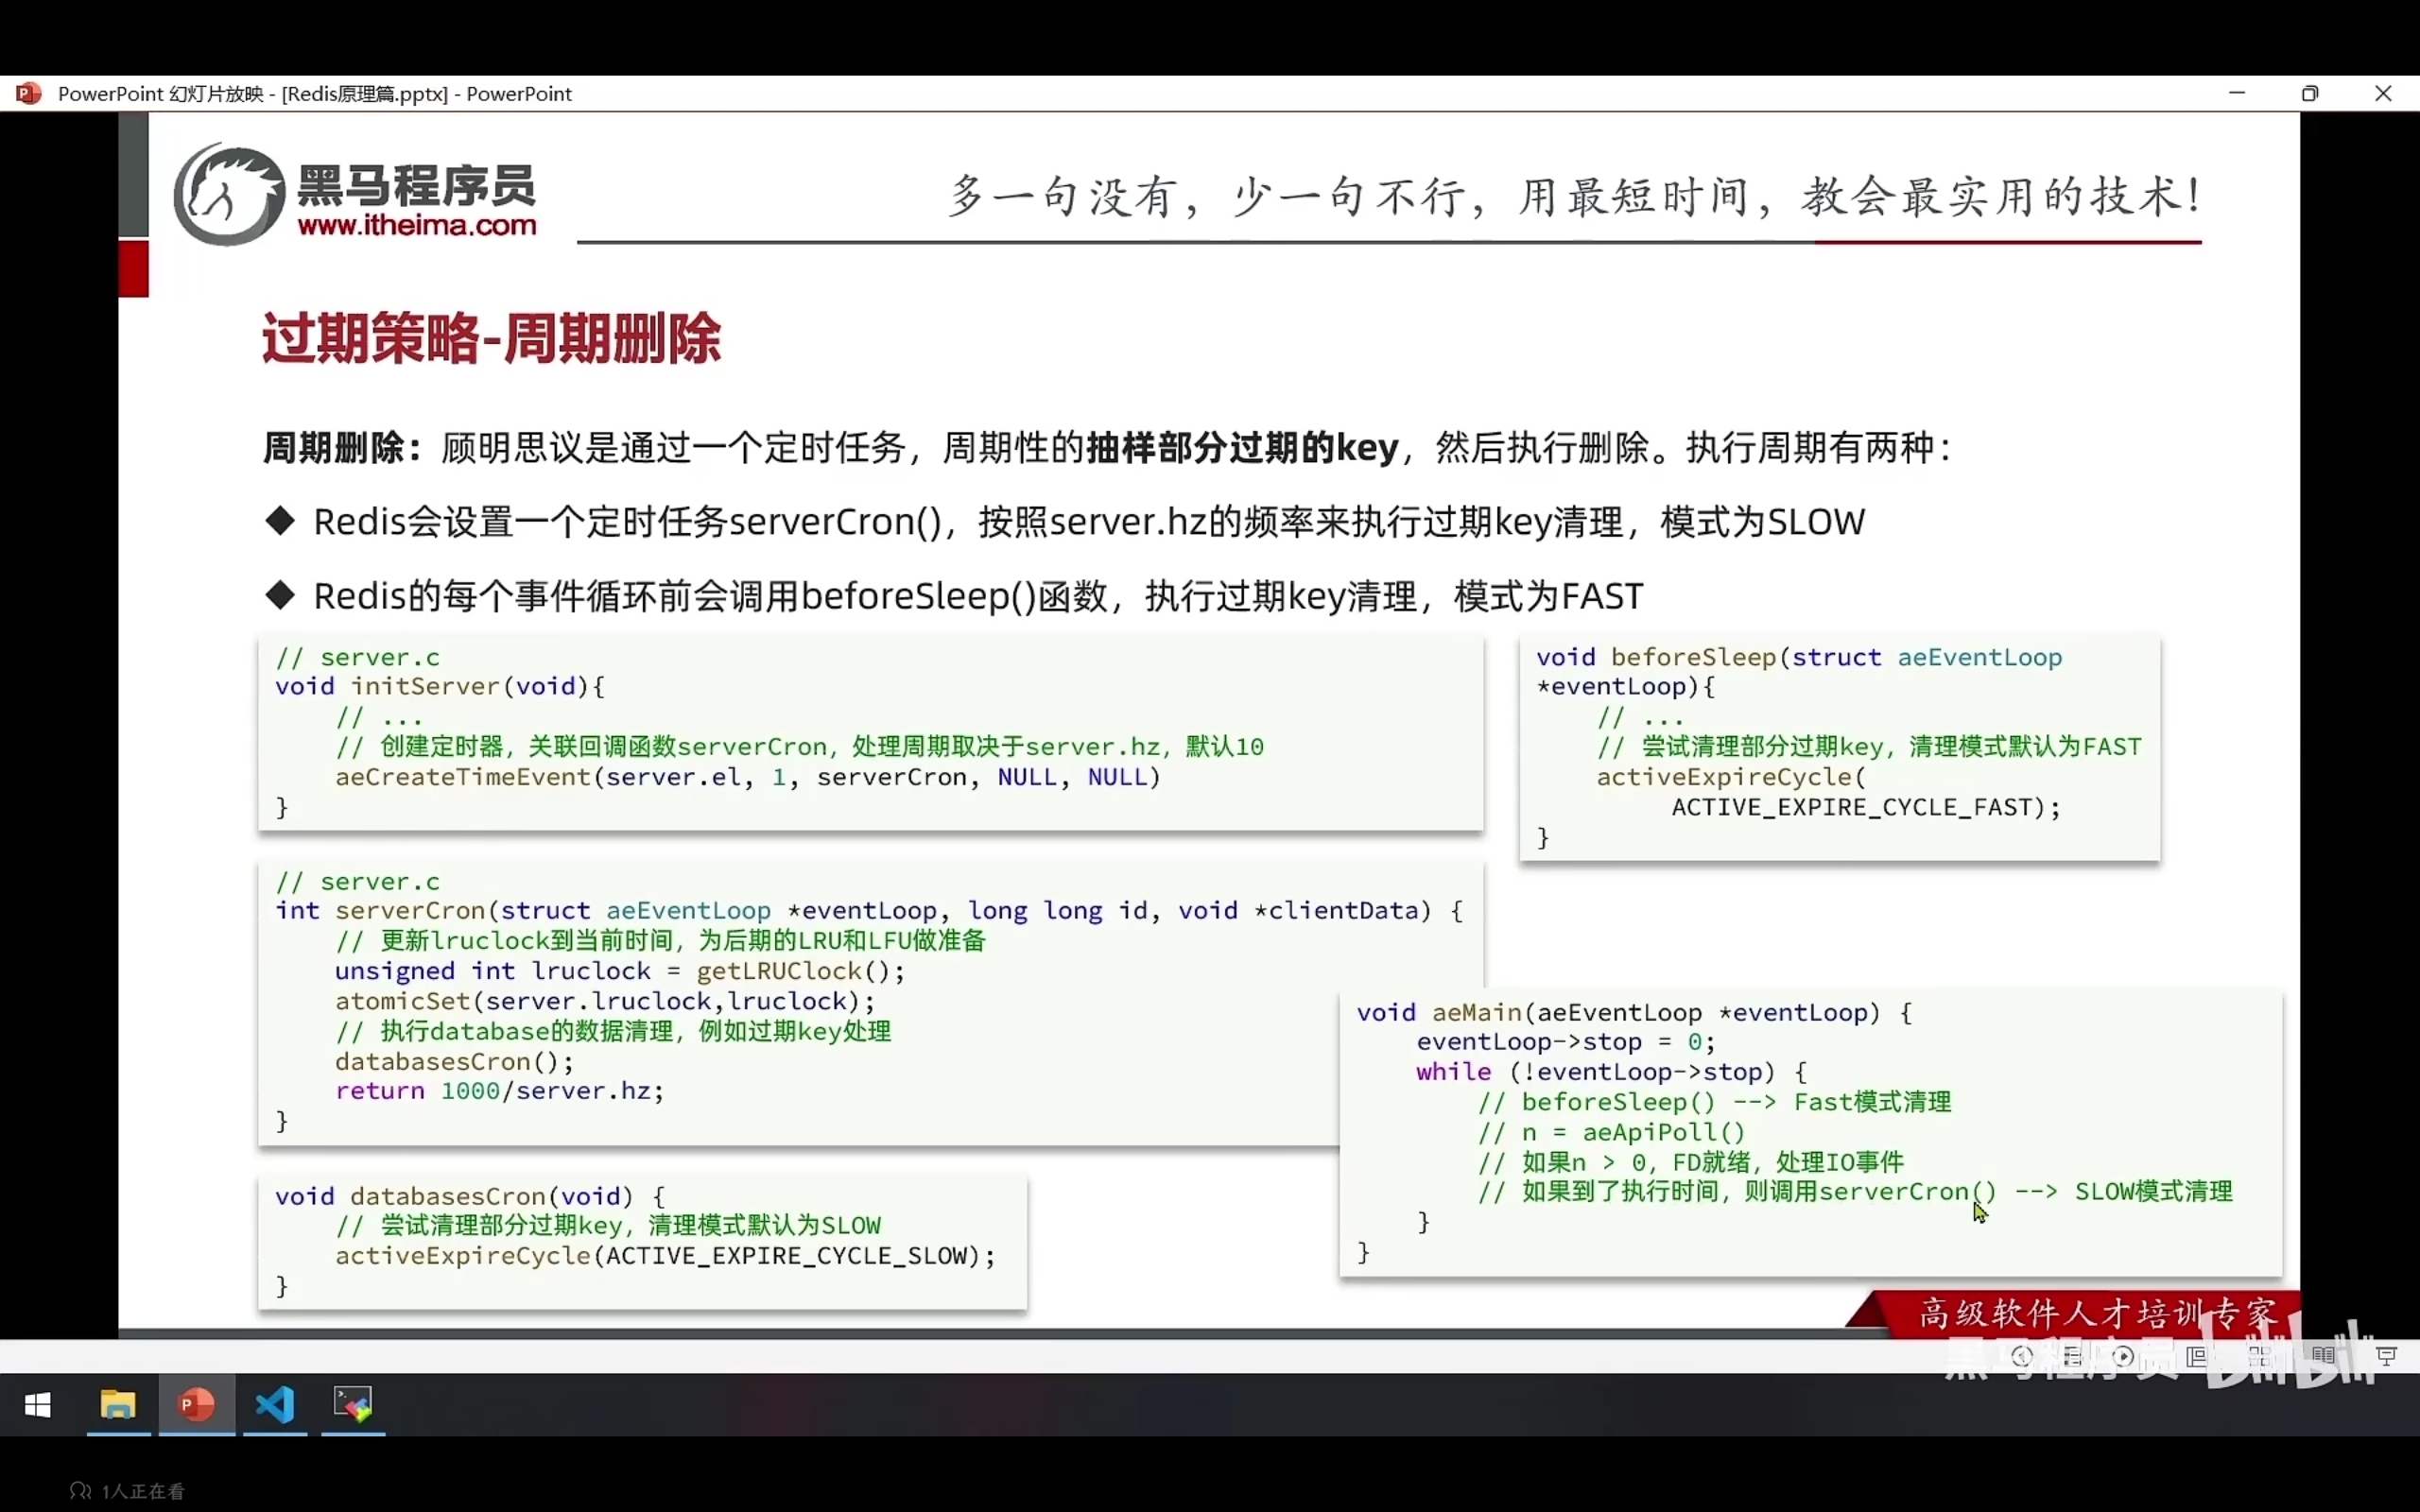 PowerPoint 幻灯片放映 - [Redis原理篇.pptx] - PowerPoint
黑马程序员
www.itheima.com
多一句没有，少一句不行，用最短时间，教会最实用的技术！
过期策略-周期删除
周期删除：顾明思议是通过一个定时任务，周期性的抽样部分过期的key，然后执行删除。执行周期有两种：
◆ Redis会设置一个定时任务serverCron()，按照server.hz的频率来执行过期key清理，模式为SLOW
◆ Redis的每个事件循环前会调用beforeSleep()函数，执行过期key清理，模式为FAST
// server.c
void initServer(void){
    // ...
    // 创建定时器，关联回调函数serverCron，处理周期取决于server.hz，默认10
    aeCreateTimeEvent(server.el, 1, serverCron, NULL, NULL)
}
void beforeSleep(struct aeEventLoop
*eventLoop){
    // ...
    // 尝试清理部分过期key，清理模式默认为FAST
    activeExpireCycle(
         ACTIVE_EXPIRE_CYCLE_FAST);
}
// server.c
int serverCron(struct aeEventLoop *eventLoop, long long id, void *clientData) {
    // 更新lruclock到当前时间，为后期的LRU和LFU做准备
    unsigned int lruclock = getLRUClock();
    atomicSet(server.lruclock,lruclock);
    // 执行database的数据清理，例如过期key处理
    databasesCron();
    return 1000/server.hz;
}
void aeMain(aeEventLoop *eventLoop) {
    eventLoop->stop = 0;
    while (!eventLoop->stop) {
        // beforeSleep() --> Fast模式清理
        // n = aeApiPoll()
        // 如果n > 0，FD就绪，处理IO事件
        // 如果到了执行时间，则调用serverCron() --> SLOW模式清理
    }
}
void databasesCron(void) {
    // 尝试清理部分过期key，清理模式默认为SLOW
    activeExpireCycle(ACTIVE_EXPIRE_CYCLE_SLOW);
}
高级软件人才培训专家
黑马程序员 bilibili
1人正在看